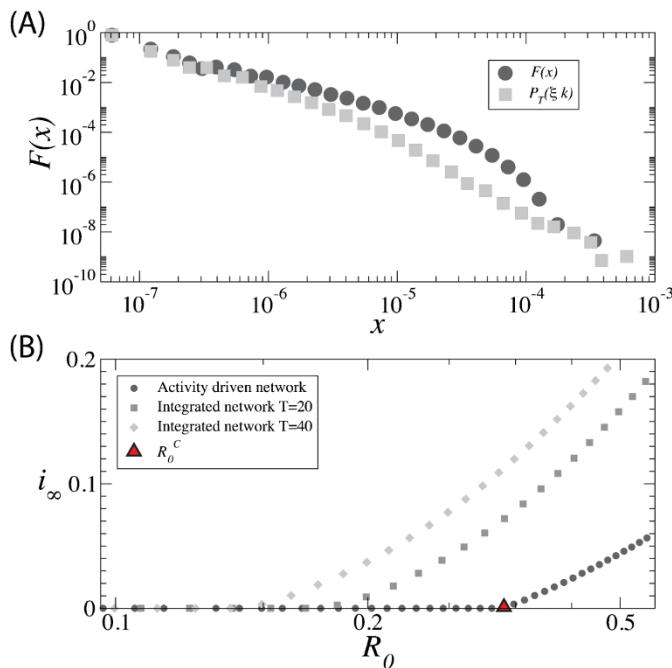 (A)
10^0
10^-2
10^-4
10^-6
10^-8
10^-10
F(x)
F(x)
P_T(ξ k)
10^-7
10^-6
10^-5
10^-4
10^-3
x
(B)
0.2
0.1
0
i_∞
Activity driven network
Integrated network T=20
Integrated network T=40
R_0^C
0.1
0.2
0.5
R_0